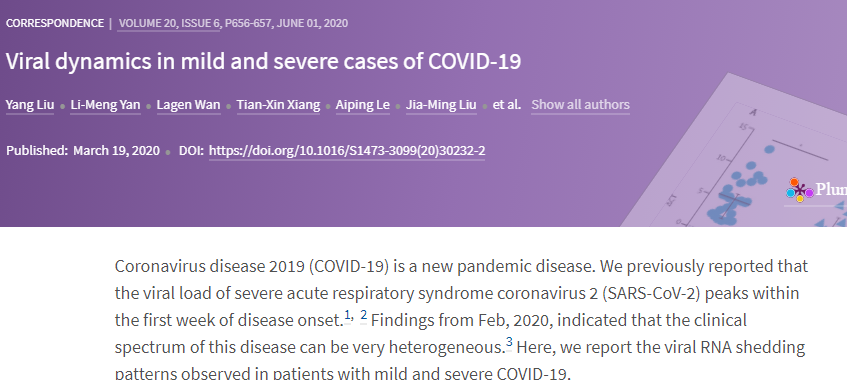 CORRESPONDENCE | VOLUME 20, ISSUE 6, P656-657, JUNE 01, 2020
Viral dynamics in mild and severe cases of COVID-19
Yang Liu • Li-Meng Yan • Lagen Wan • Tian-Xin Xiang • Aiping Le • Jia-Ming Liu • et al. Show all authors
Published: March 19, 2020 • DOI: https://doi.org/10.1016/S1473-3099(20)30232-2
A
15
10
5
0
ΔCt
Plum
Coronavirus disease 2019 (COVID-19) is a new pandemic disease. We previously reported that
the viral load of severe acute respiratory syndrome coronavirus 2 (SARS-CoV-2) peaks within
the first week of disease onset.1, 2 Findings from Feb, 2020, indicated that the clinical
spectrum of this disease can be very heterogeneous.3 Here, we report the viral RNA shedding
patterns observed in patients with mild and severe COVID-19.